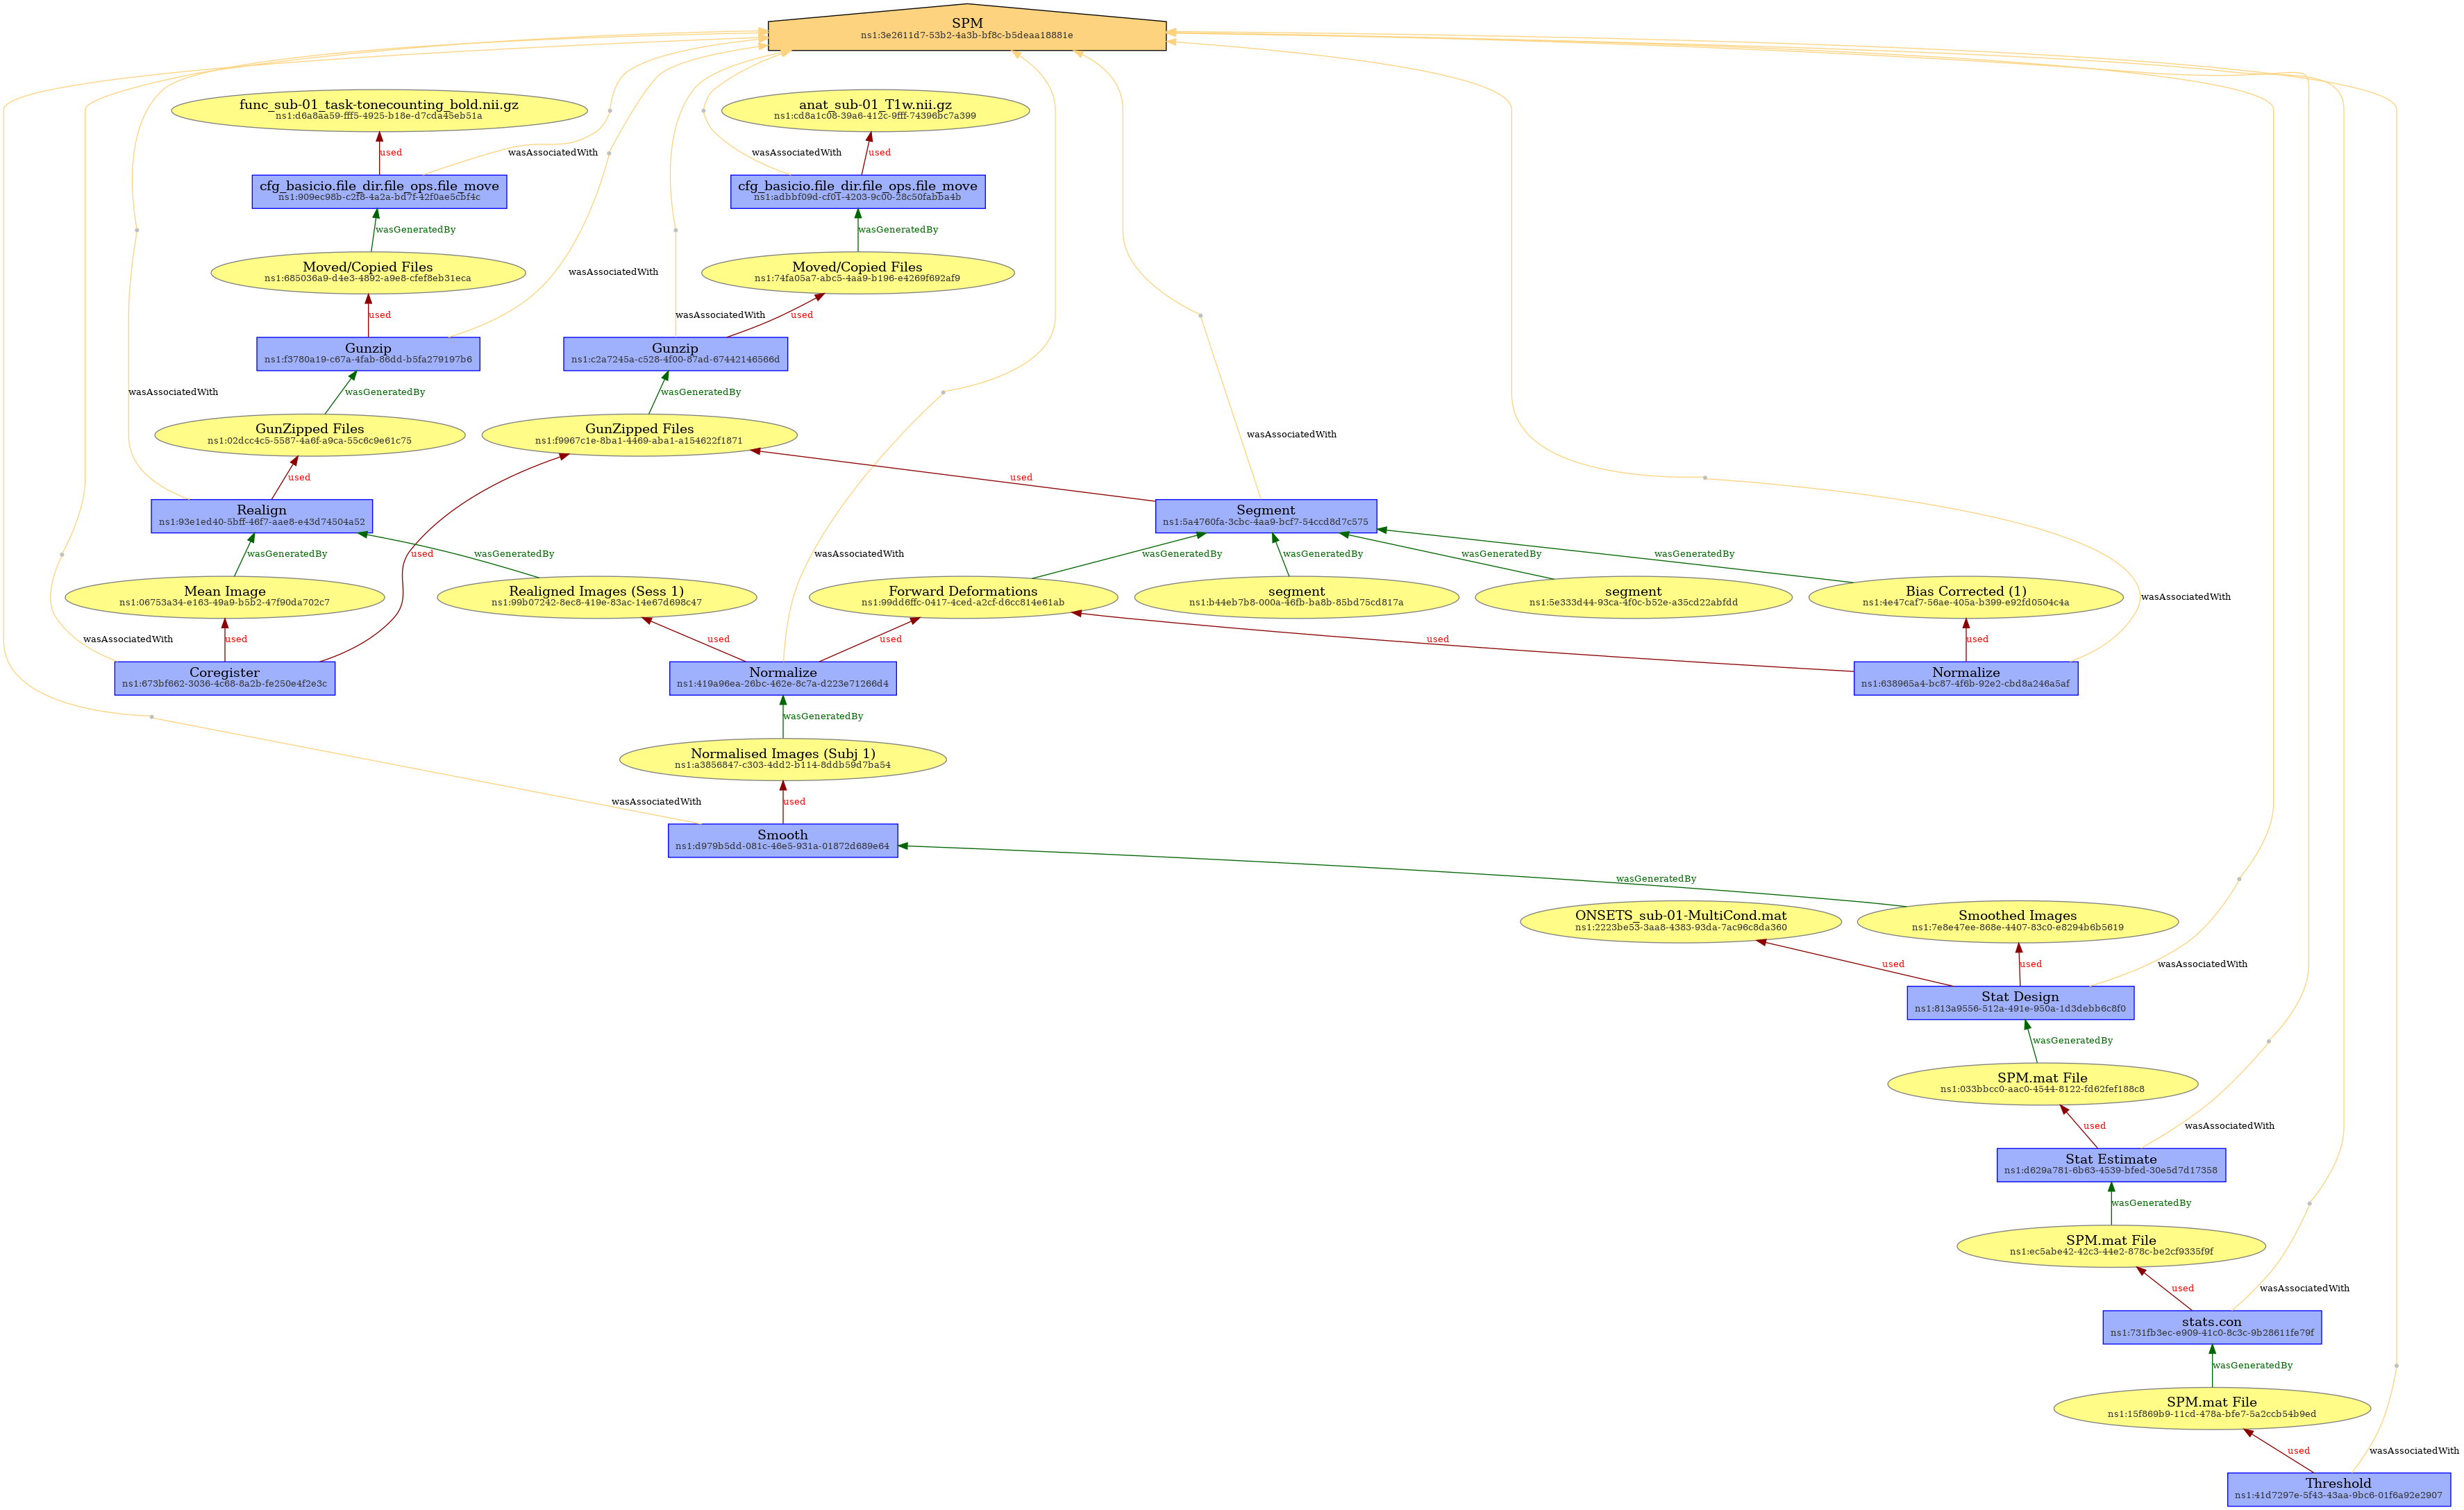 SPM
ns1:3e2611d7-53b2-4a3b-bf8c-b5deaa18881e
func_sub-01_task-tonecounting_bold.nii.gz
ns1:d6a8aa59-fff5-4925-b18e-d7cda45eb51a
anat_sub-01_T1w.nii.gz
ns1:cd8a1c08-39a6-412c-9fff-74396bc7a399
used
wasAssociatedWith
wasAssociatedWith
used
cfg_basicio.file_dir.file_ops.file_move
ns1:909ec98b-c2f8-4a2a-bd7f-42f0ae5cbf4c
cfg_basicio.file_dir.file_ops.file_move
ns1:adbbf09d-cf01-4203-9c00-28c50fabba4b
wasGeneratedBy
wasGeneratedBy
Moved/Copied Files
ns1:685036a9-d4e3-4892-a9e8-cfef8eb31eca
wasAssociatedWith
Moved/Copied Files
ns1:74fa05a7-abc5-4aa9-b196-e4269f692af9
used
wasAssociatedWith
used
Gunzip
ns1:f3780a19-c67a-4fab-86dd-b5fa279197b6
Gunzip
ns1:c2a7245a-c528-4f00-87ad-67442146566d
wasAssociatedWith
wasGeneratedBy
wasGeneratedBy
GunZipped Files
ns1:02dcc4c5-5587-4a6f-a9ca-55c6c9e61c75
GunZipped Files
ns1:f9967c1e-8ba1-4469-aba1-a154622f1871
wasAssociatedWith
used
used
Realign
ns1:93e1ed40-5bff-46f7-aae8-e43d74504a52
Segment
ns1:5a4760fa-3cbc-4aa9-bcf7-54ccd8d7c575
wasGeneratedBy
used
wasGeneratedBy
wasAssociatedWith
wasGeneratedBy
wasGeneratedBy
wasGeneratedBy
wasGeneratedBy
Mean Image
ns1:06753a34-e163-49a9-b5b2-47f90da702c7
Realigned Images (Sess 1)
ns1:99b07242-8ec8-419e-83ac-14e67d698c47
Forward Deformations
ns1:99dd6ffc-0417-4ced-a2cf-d6cc814e61ab
segment
ns1:b44eb7b8-000a-46fb-ba8b-85bd75cd817a
segment
ns1:5e333d44-93ca-4f0c-b52e-a35cd22abfdd
Bias Corrected (1)
ns1:4e47caf7-56ae-405a-b399-e92fd0504c4a
wasAssociatedWith
wasAssociatedWith
used
used
used
used
used
Coregister
ns1:673bf662-3036-4c68-8a2b-fe250e4f2e3c
Normalize
ns1:419a96ea-26bc-462e-8c7a-d223e71266d4
Normalize
ns1:638965a4-bc87-4f6b-92e2-cbd8a246a5af
wasGeneratedBy
Normalised Images (Subj 1)
ns1:a3856847-c303-4dd2-b114-8ddb59d7ba54
wasAssociatedWith
used
Smooth
ns1:d979b5dd-081c-46e5-931a-01872d689e64
wasGeneratedBy
ONSETS_sub-01-MultiCond.mat
ns1:2223be53-3aa8-4383-93da-7ac96c8da360
Smoothed Images
ns1:7e8e47ee-868e-4407-83c0-e8294b6b5619
used
used
wasAssociatedWith
Stat Design
ns1:813a9556-512a-491e-950a-1d3debb6c8f0
wasGeneratedBy
SPM.mat File
ns1:033bbcc0-aac0-4544-8122-fd62fef188c8
used
wasAssociatedWith
Stat Estimate
ns1:d629a781-6b63-4539-bfed-30e5d7d17358
wasGeneratedBy
SPM.mat File
ns1:ec5abe42-42c3-44e2-878c-be2cf9335f9f
used
wasAssociatedWith
stats.con
ns1:731fb3ec-e909-41c0-8c3c-9b28611fe79f
wasGeneratedBy
SPM.mat File
ns1:15f869b9-11cd-478a-bfe7-5a2ccb54b9ed
used
wasAssociatedWith
Threshold
ns1:41d7297e-5f43-43aa-9bc6-01f6a92e2907